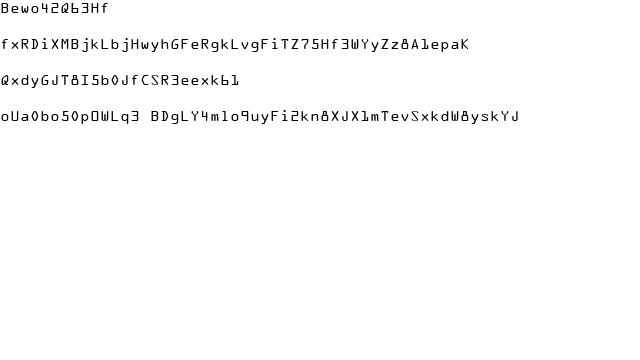 Bewo42Q63Hf
fxRDiXMBjkLbjHwyhGFeRgkLvgFiTZ75Hf3WYyZz8A1epaK
QxdyGJT8I5b0JfCSR3eexk61
oUa0bo50pOWLq3 BDgLY4mlo9uyFi2kn8XJX1mTevSxkdW8yskYJ